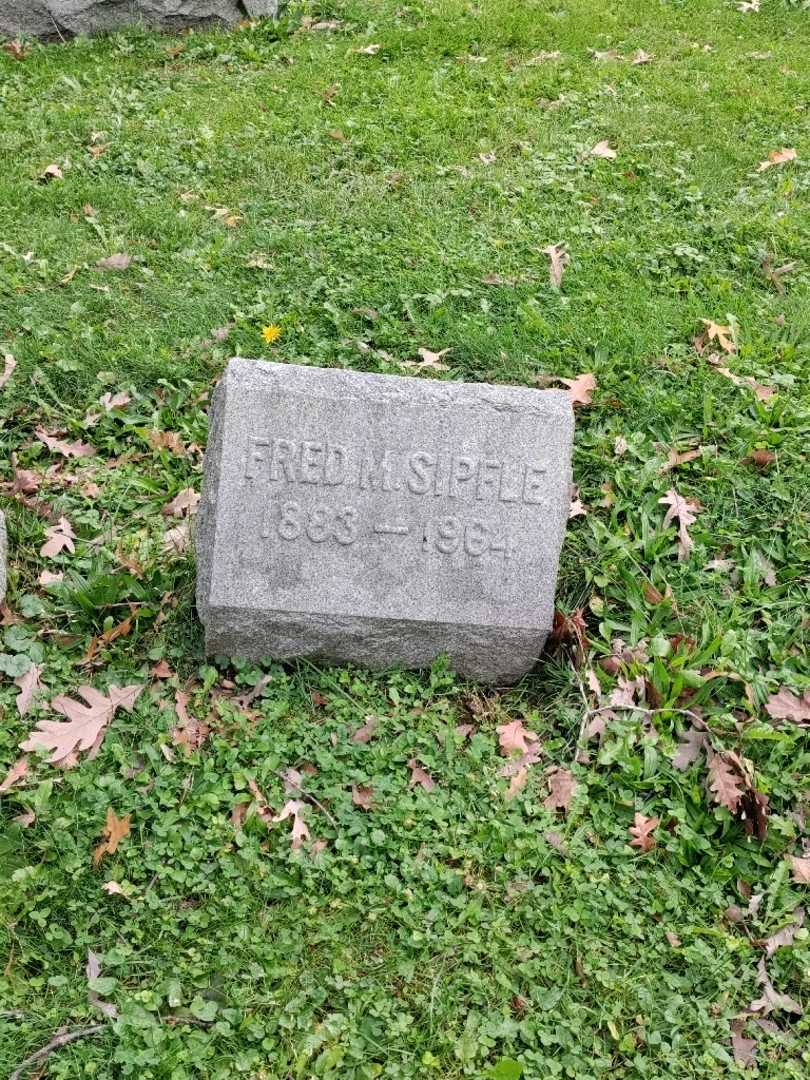 FRED M. SIPFLE
1883 — 1964